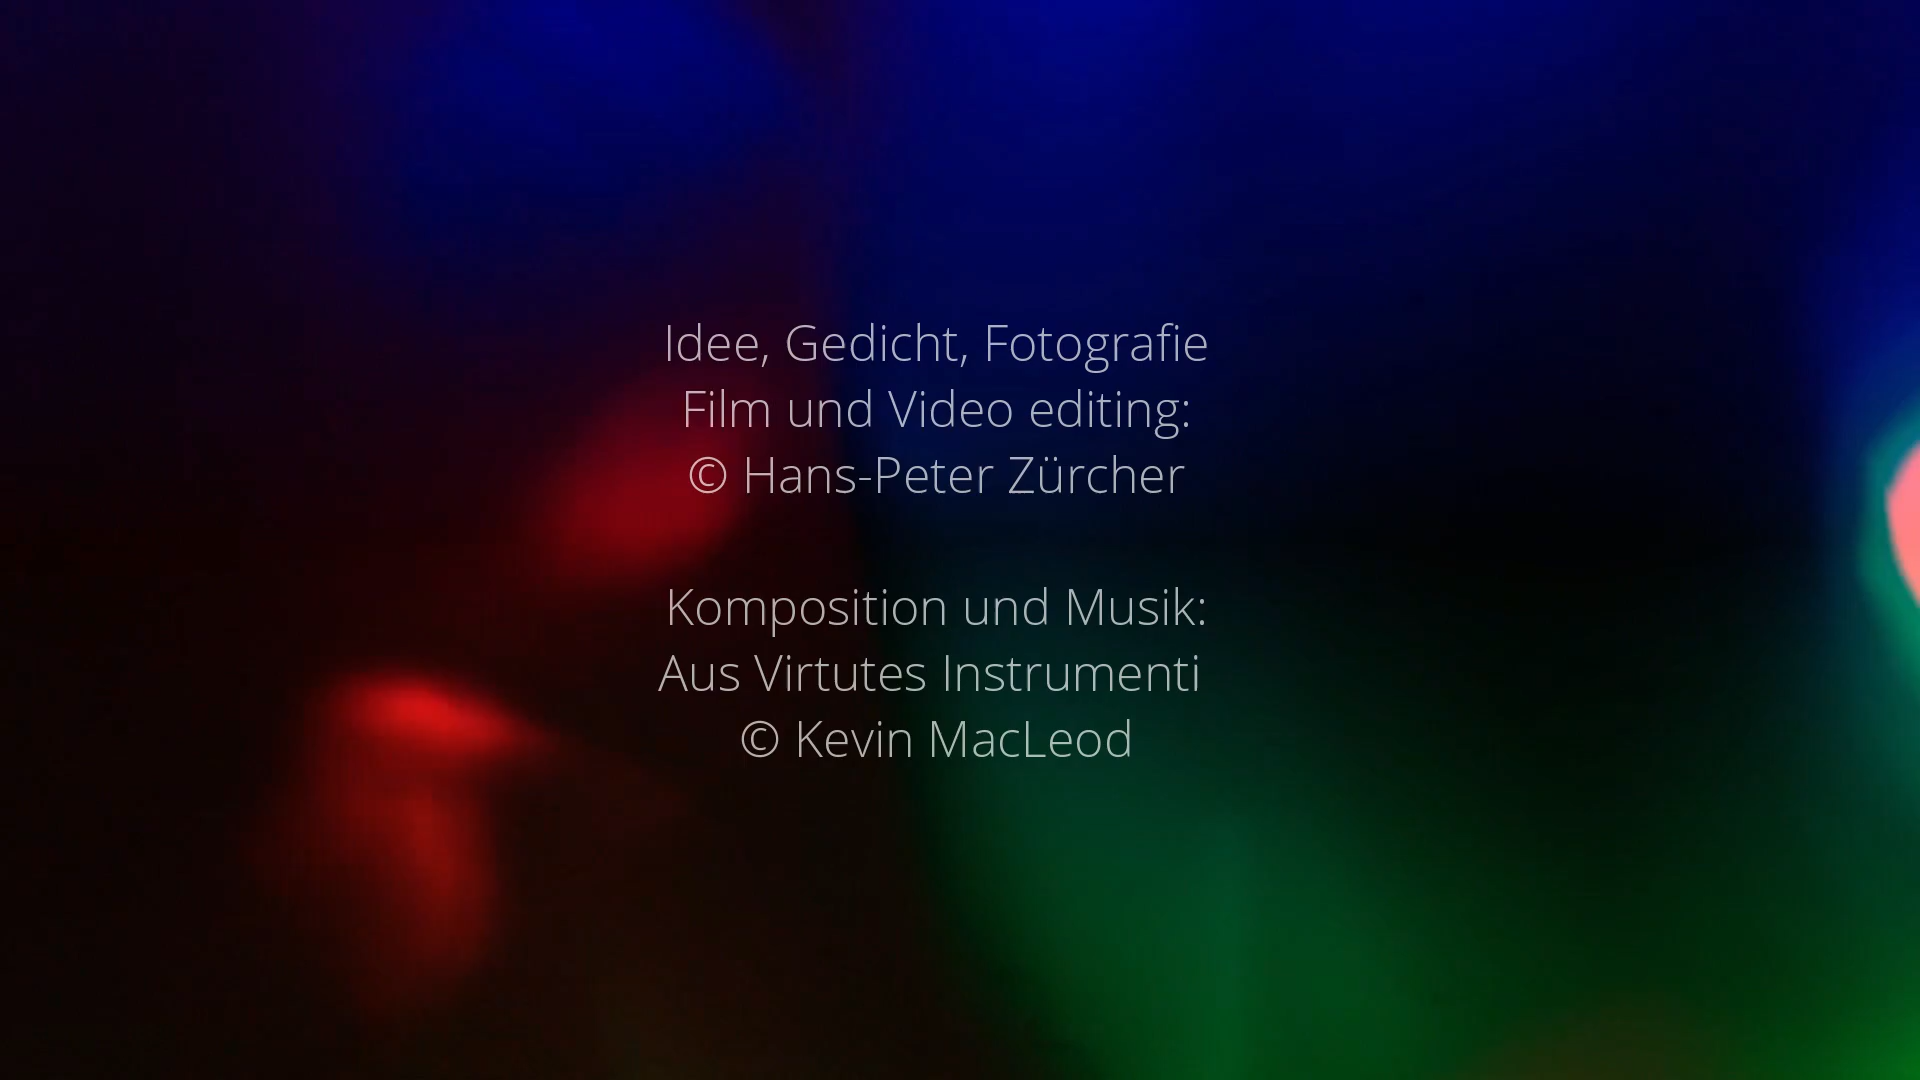 Idee, Gedicht, Fotografie
Film und Video editing:
© Hans-Peter Zürcher
Komposition und Musik:
Aus Virtutes Instrumenti
© Kevin MacLeod